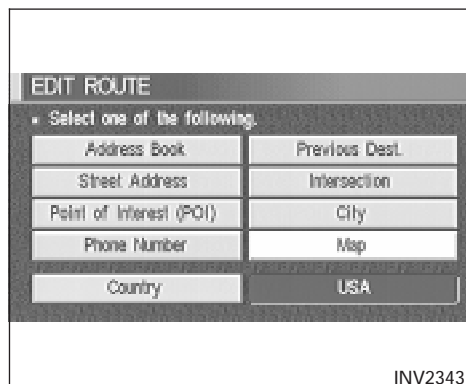 EDIT ROUTE
Select one of the following.
Address Book Previous Dest.
Street Address Intersection
Point of Interest (POI) City
Phone Number Map
Country USA
INV2343